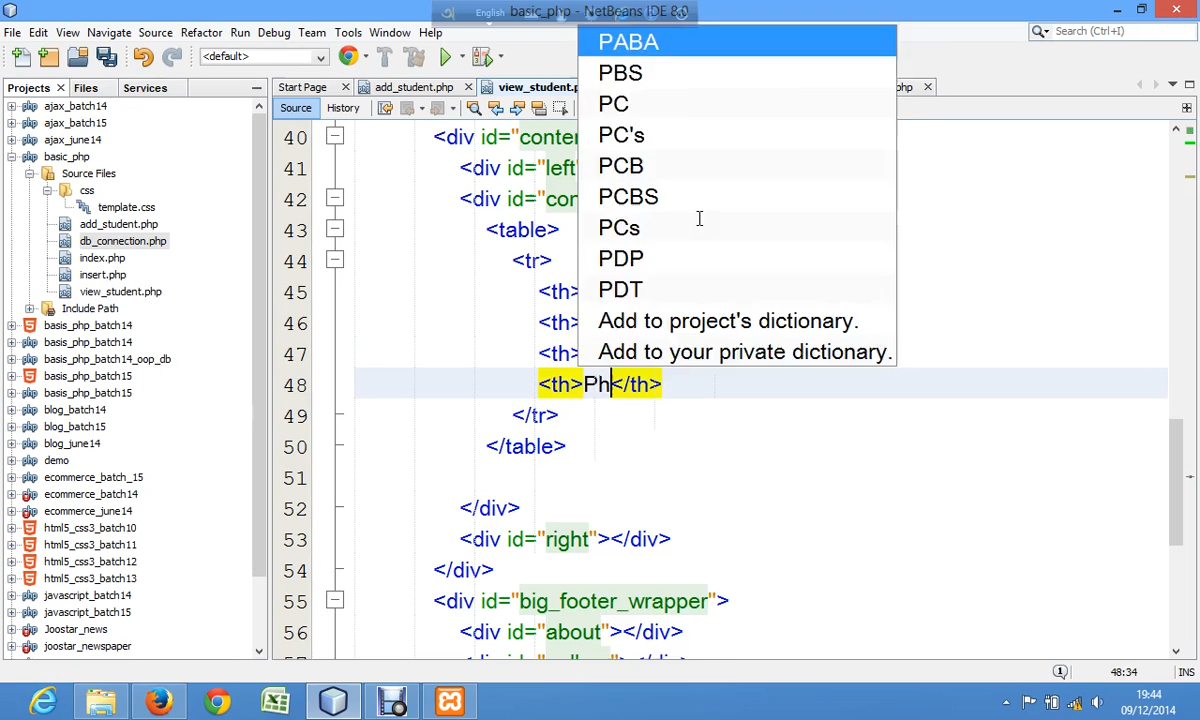 English
basic_php - NetBeans IDE 8.0
File Edit View Navigate Source Refactor Run Debug Team Tools Window Help
Search (Ctrl+I)
<default>
Projects Files Services
Start Page add_student.php view_student.p php
Source History
ajax_batch14
ajax_batch15
ajax_june14
basic_php
Source Files
css
template.css
add_student.php
db_connection.php
index.php
insert.php
view_student.php
Include Path
basis_php_batch14
basic_php_batch14
basic_php_batch14_oop_db
basis_php_batch15
basic_php_batch15
blog_batch14
blog_batch15
blog_june14
demo
ecommerce_batch_15
ecommerce_batch14
ecommerce_june14
html5_css3_batch10
html5_css3_batch11
html5_css3_batch12
html5_css3_batch13
javascript_batch14
javascript_batch15
Joostar_news
joostar_newspaper
40 <div id="conte
41 <div id="left
42 <div id="con
43 <table>
44 <tr>
45 <th>
46 <th>
47 <th>
48 <th>Ph</th>
49 </tr>
50 </table>
51
52 </div>
53 <div id="right"></div>
54 </div>
55 <div id="big_footer_wrapper">
56 <div id="about"></div>
PABA
PBS
PC
PC's
PCB
PCBS
PCs
PDP
PDT
Add to project's dictionary.
Add to your private dictionary.
1 48:34 INS
19:44
09/12/2014